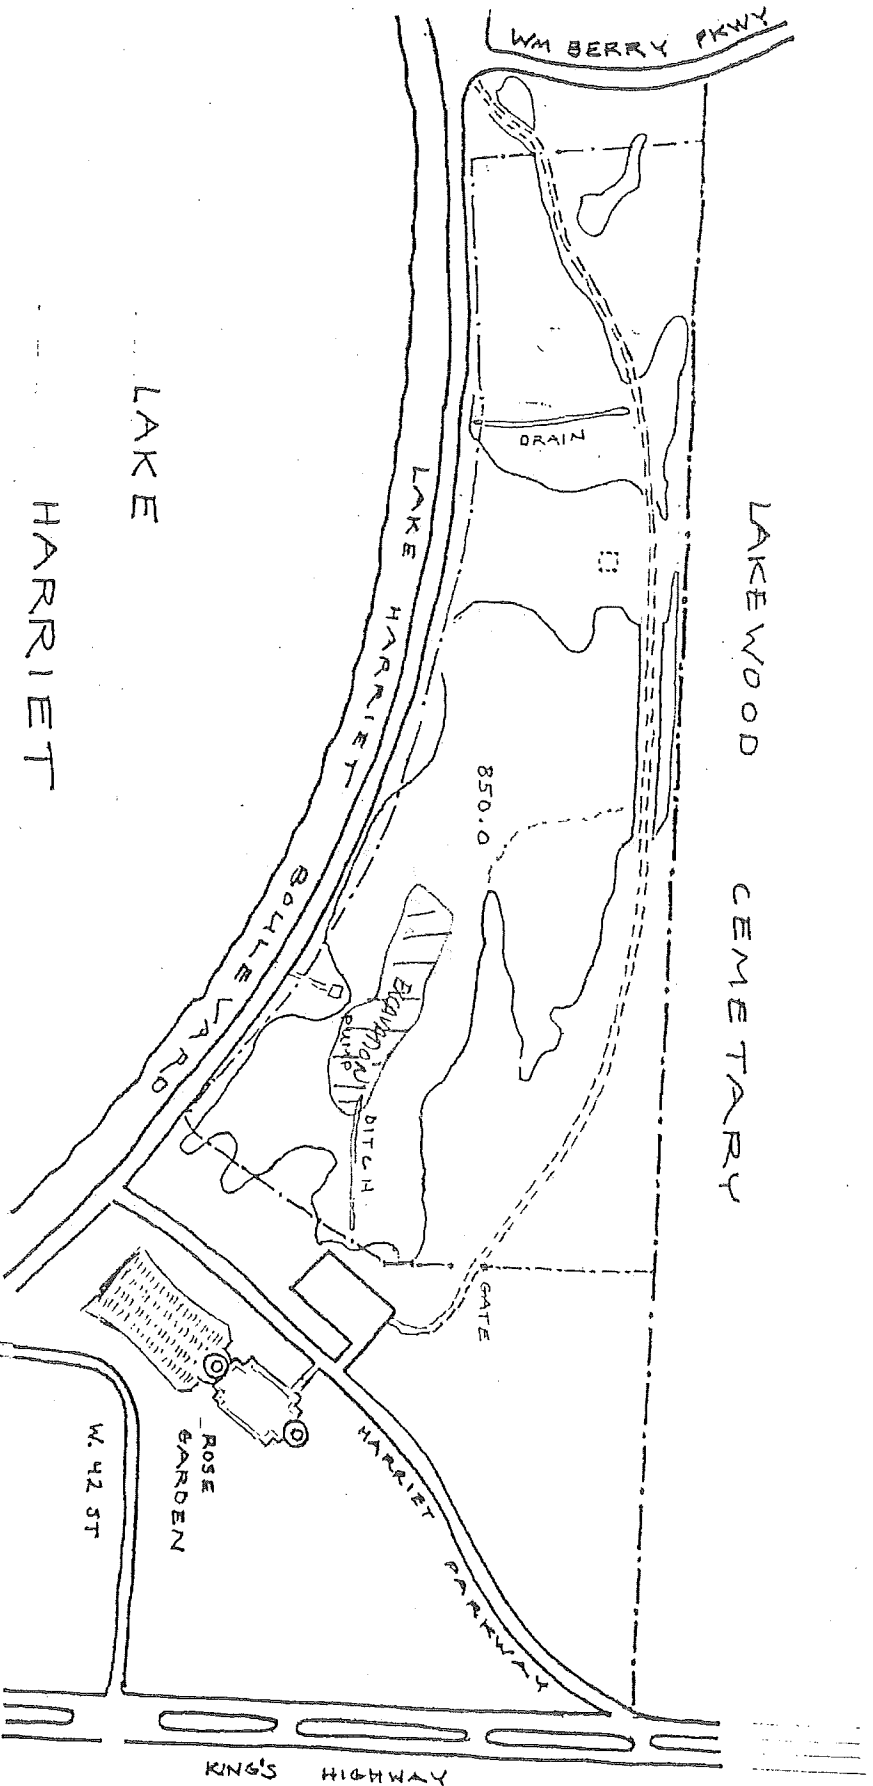 WM BERRY PKWY
LAKEWOOD CEMETARY
DRAIN
LAKE HARRIET BOULEVARD
LAKE
HARRIET
850.0
DITCH
GATE
ROSE
GARDEN
HARRIET PARKWAY
W. 42 ST
KING'S HIGHWAY